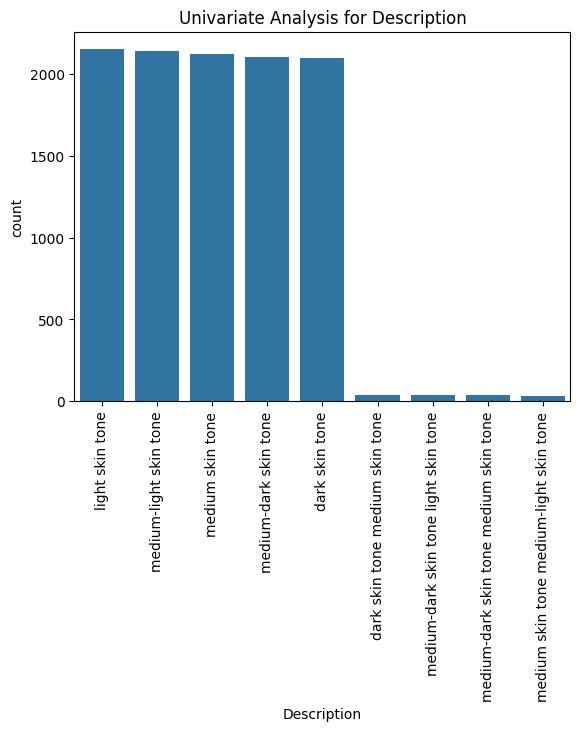 Univariate Analysis for Description
count
2000
1500
1000
500
0
light skin tone
medium-light skin tone
medium skin tone
medium-dark skin tone
dark skin tone
dark skin tone medium skin tone
medium-dark skin tone light skin tone
medium-dark skin tone medium skin tone
medium skin tone medium-light skin tone
Description